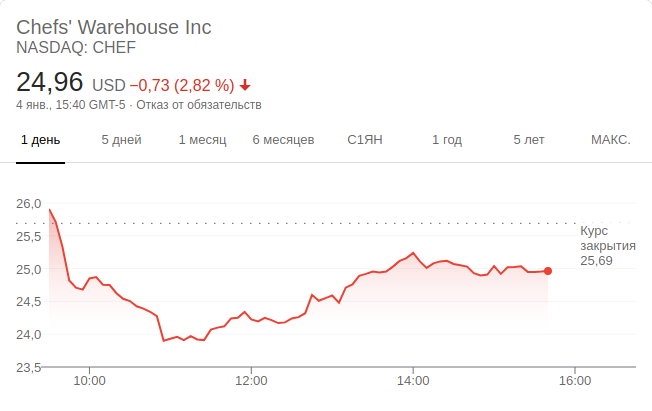 Chefs' Warehouse Inc
NASDAQ: CHEF
24,96 USD −0,73 (2,82 %)
4 янв., 15:40 GMT-5 · Отказ от обязательств
1 день 5 дней 1 месяц 6 месяцев С1ЯН 1 год 5 лет МАКС.
26,0
25,5
25,0
24,5
24,0
23,5
Курс
закрытия
25,69
10:00 12:00 14:00 16:00